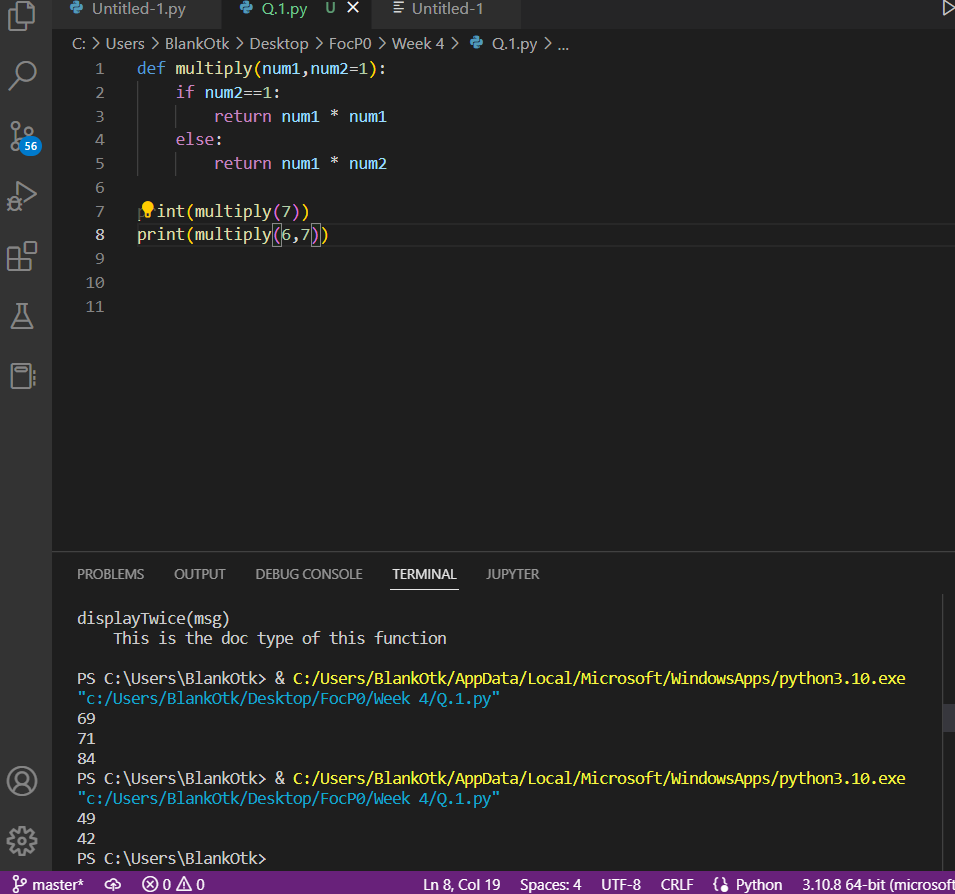 Untitled-1.py Q.1.py U Untitled-1
C: > Users > BlankOtk > Desktop > FocP0 > Week 4 > Q.1.py > ...
1 def multiply(num1,num2=1):
2 if num2==1:
3 return num1 * num1
4 else:
5 return num1 * num2
6
7 print(multiply(7))
8 print(multiply(6,7))
9
10
11
56
PROBLEMS OUTPUT DEBUG CONSOLE TERMINAL JUPYTER
displayTwice(msg)
This is the doc type of this function
PS C:\Users\BlankOtk> & C:/Users/BlankOtk/AppData/Local/Microsoft/WindowsApps/python3.10.exe
"c:/Users/BlankOtk/Desktop/FocP0/Week 4/Q.1.py"
69
71
84
PS C:\Users\BlankOtk> & C:/Users/BlankOtk/AppData/Local/Microsoft/WindowsApps/python3.10.exe
"c:/Users/BlankOtk/Desktop/FocP0/Week 4/Q.1.py"
49
42
PS C:\Users\BlankOtk>
master* 0 0 Ln 8, Col 19 Spaces: 4 UTF-8 CRLF Python 3.10.8 64-bit (microsoft